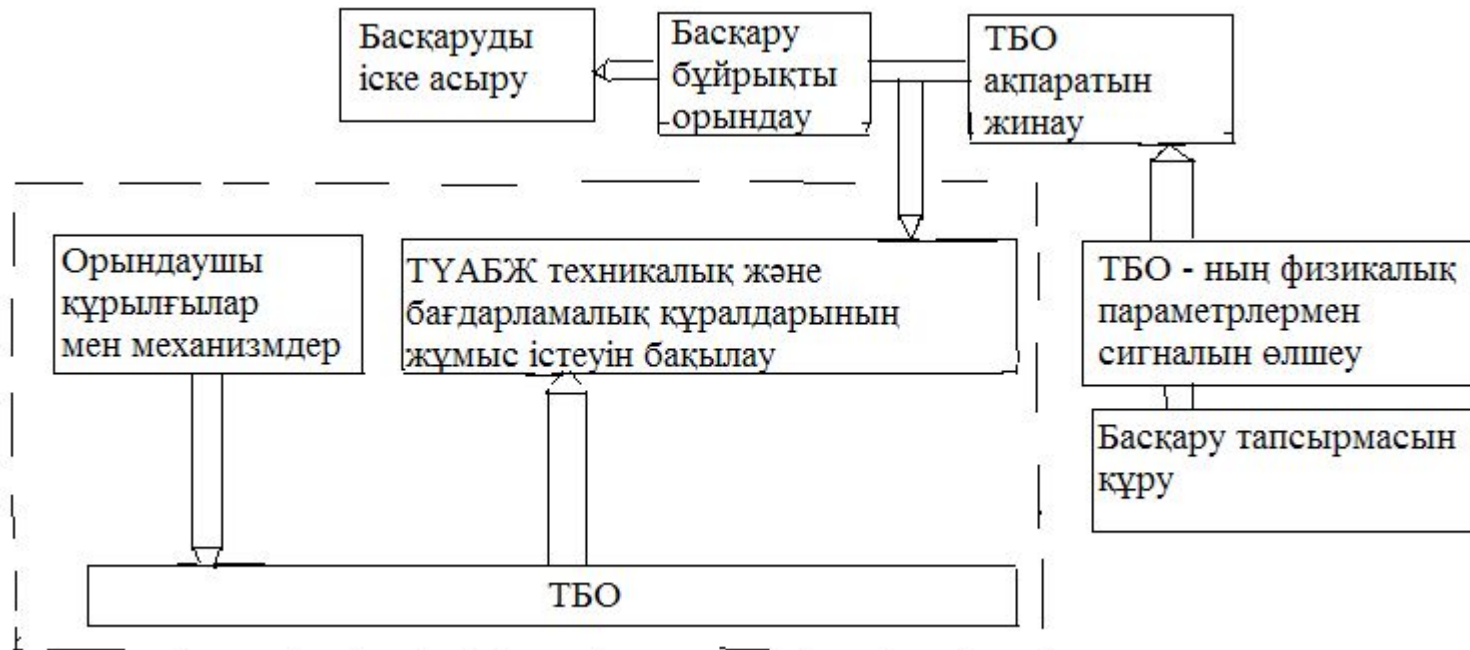 Басқаруды
іске асыру
Басқару
бұйрықты
орындау
ТБО
ақпаратын
жинау
Орындаушы
құрылғылар
мен механизмдер
ТҮАБЖ техникалық және
бағдарламалық құралдарының
жұмыс істеуін бақылау
ТБО - ның физикалық
параметрлермен
сигналын өлшеу
Басқару тапсырмасын
құру
ТБО